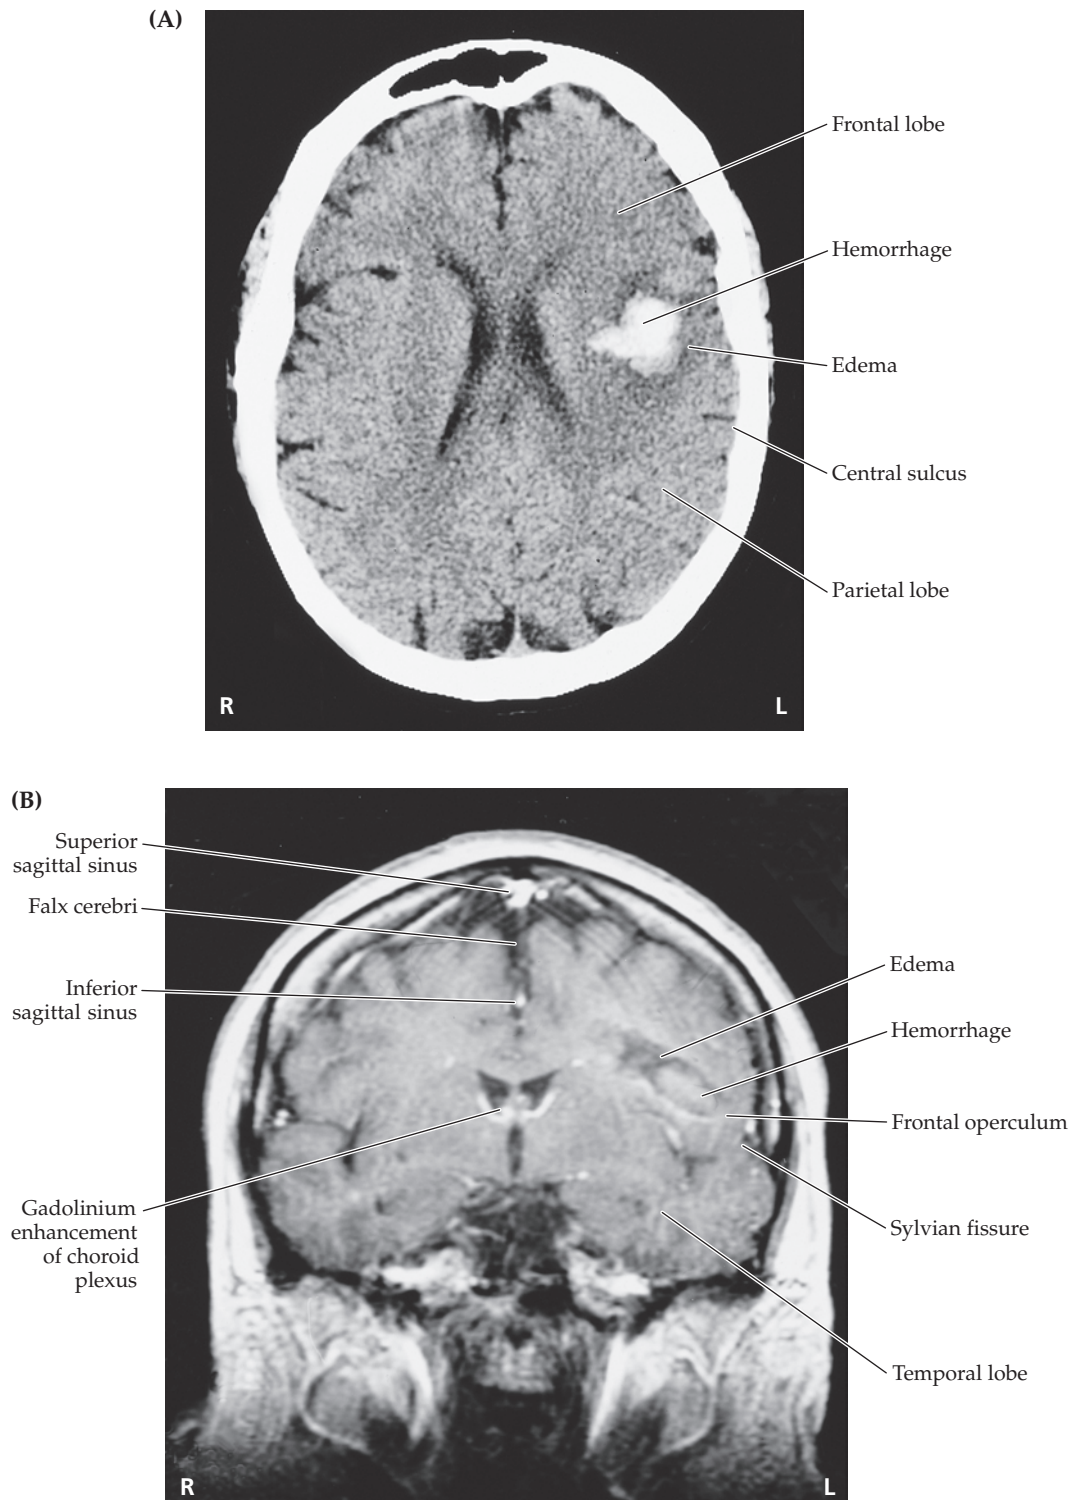 (A)
Frontal lobe
Hemorrhage
Edema
Central sulcus
Parietal lobe
R
L
(B)
Superior
sagittal sinus
Falx cerebri
Inferior
sagittal sinus
Gadolinium
enhancement
of choroid
plexus
Edema
Hemorrhage
Frontal operculum
Sylvian fissure
Temporal lobe
R
L